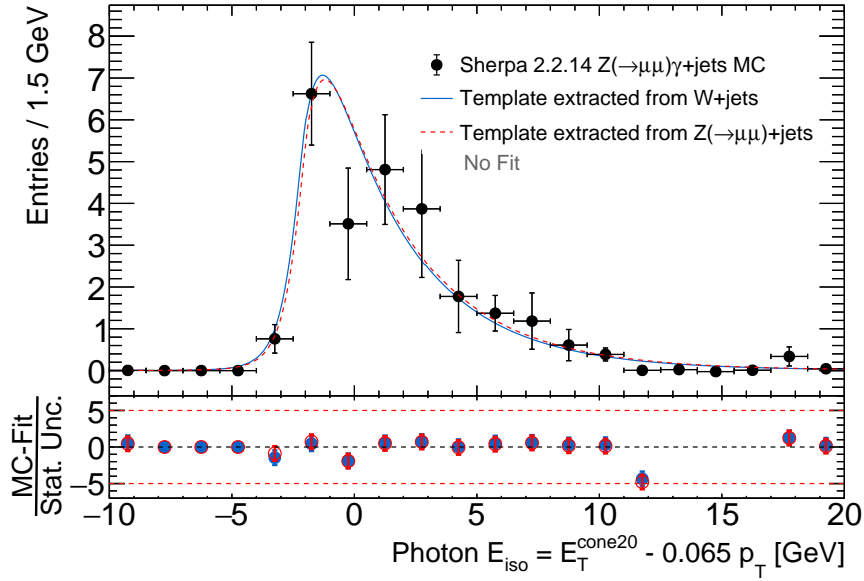 Entries / 1.5 GeV
8
7
6
5
4
3
2
1
0
Sherpa 2.2.14 Z(→μμ)γ+jets MC
Template extracted from W+jets
Template extracted from Z(→μμ)+jets
No Fit
MC-Fit
Stat. Unc.
5
0
−5
−10 −5 0 5 10 15 20
Photon E_iso = E_T^cone20 - 0.065 p_T [GeV]